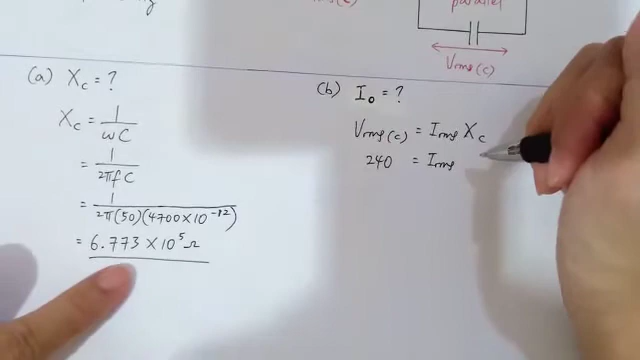 parallel
Vrms(c)
(a) Xc = ?
Xc = 1/ωC
= 1/2πfC
= 1/2π(50)(4700×10⁻¹²)
= 6.773 × 10⁵ Ω
(b) I₀ = ?
Vrms(c) = Irms Xc
240 = Irms